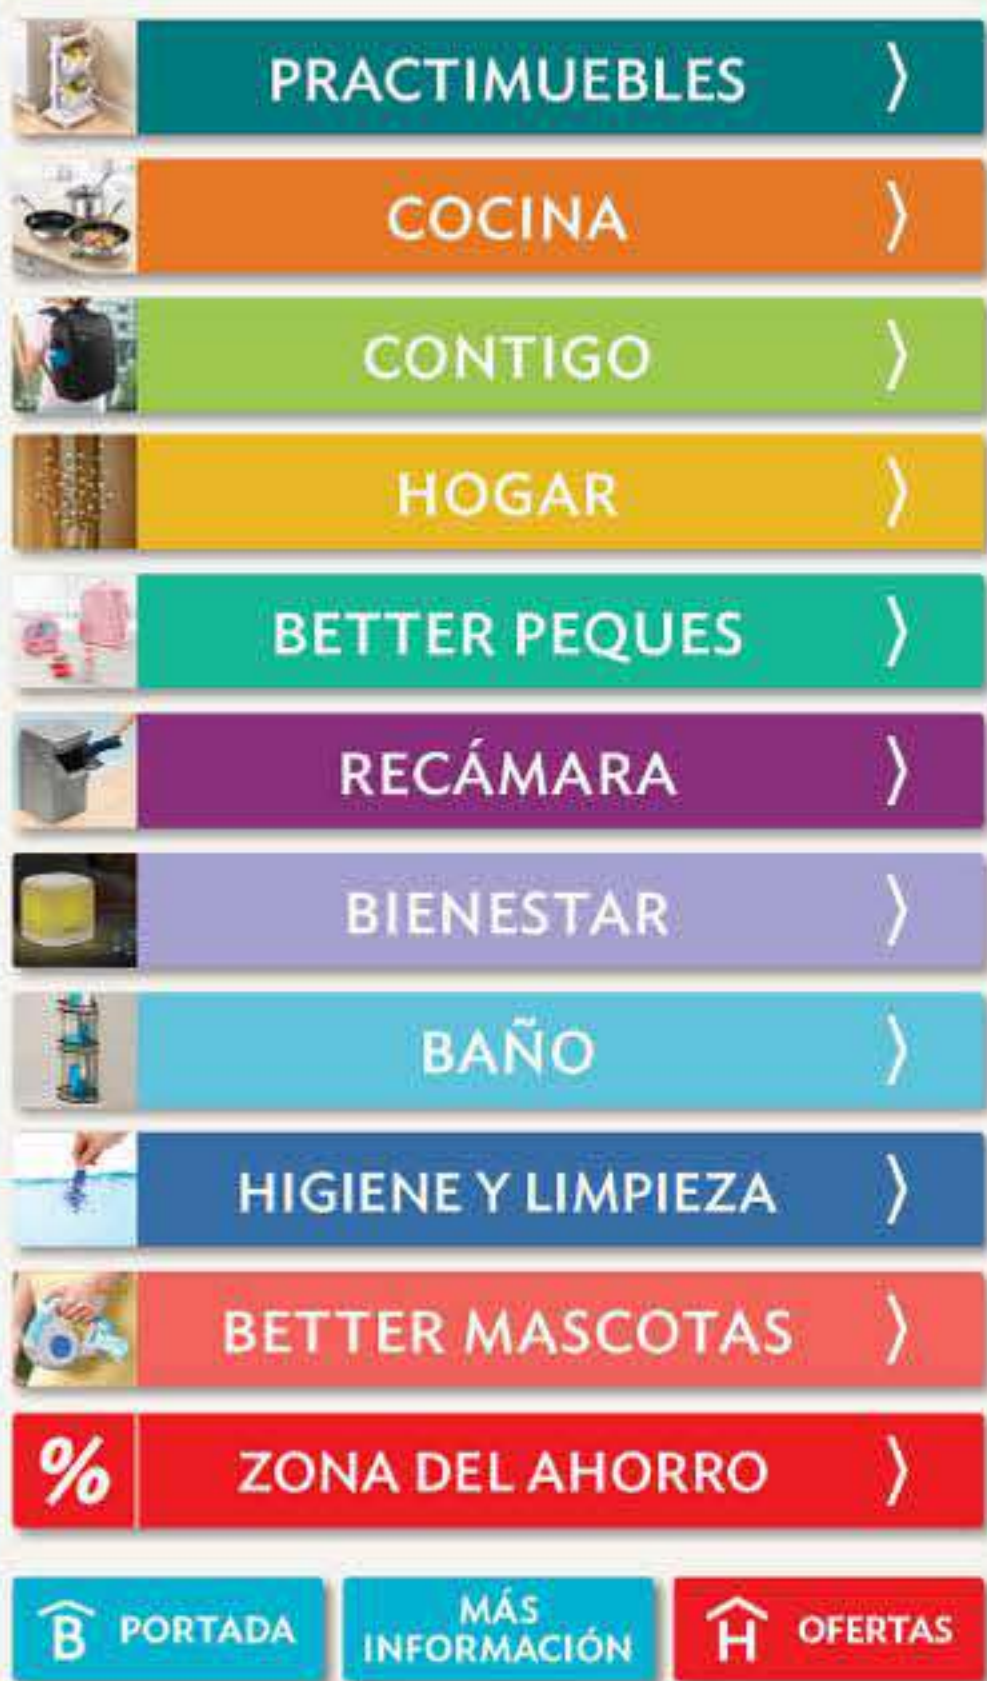 PRACTIMUEBLES
COCINA
CONTIGO
HOGAR
BETTER PEQUES
RECÁMARA
BIENESTAR
BAÑO
HIGIENE Y LIMPIEZA
BETTER MASCOTAS
% ZONA DEL AHORRO
B PORTADA
MÁS
INFORMACIÓN
H OFERTAS